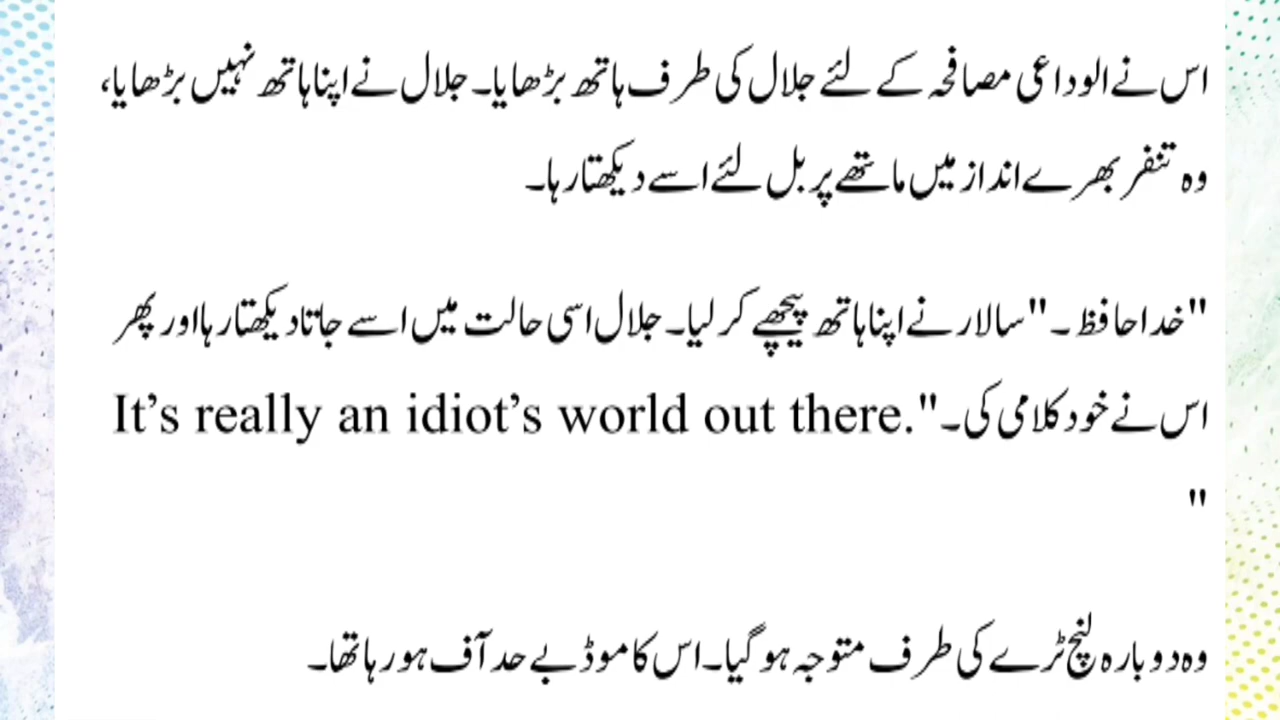 اس نے الوداعی مصافحہ کے لئے جلال کی طرف ہاتھ بڑھایا۔ جلال نے اپنا ہاتھ نہیں بڑھایا،
وہ تنفر بھرے انداز میں ماتھے پر بل لئے اسے دیکھتا رہا۔
"خدا حافظ۔" سالار نے اپنا ہاتھ پیچھے کر لیا۔ جلال اسی حالت میں اسے جاتا دیکھتا رہا اور پھر
اس نے خود کلامی کی۔ "It’s really an idiot’s world out there.
"
وہ دوبارہ لنچ ٹرے کی طرف متوجہ ہو گیا۔ اس کا موڈ بے حد آف ہو رہا تھا۔